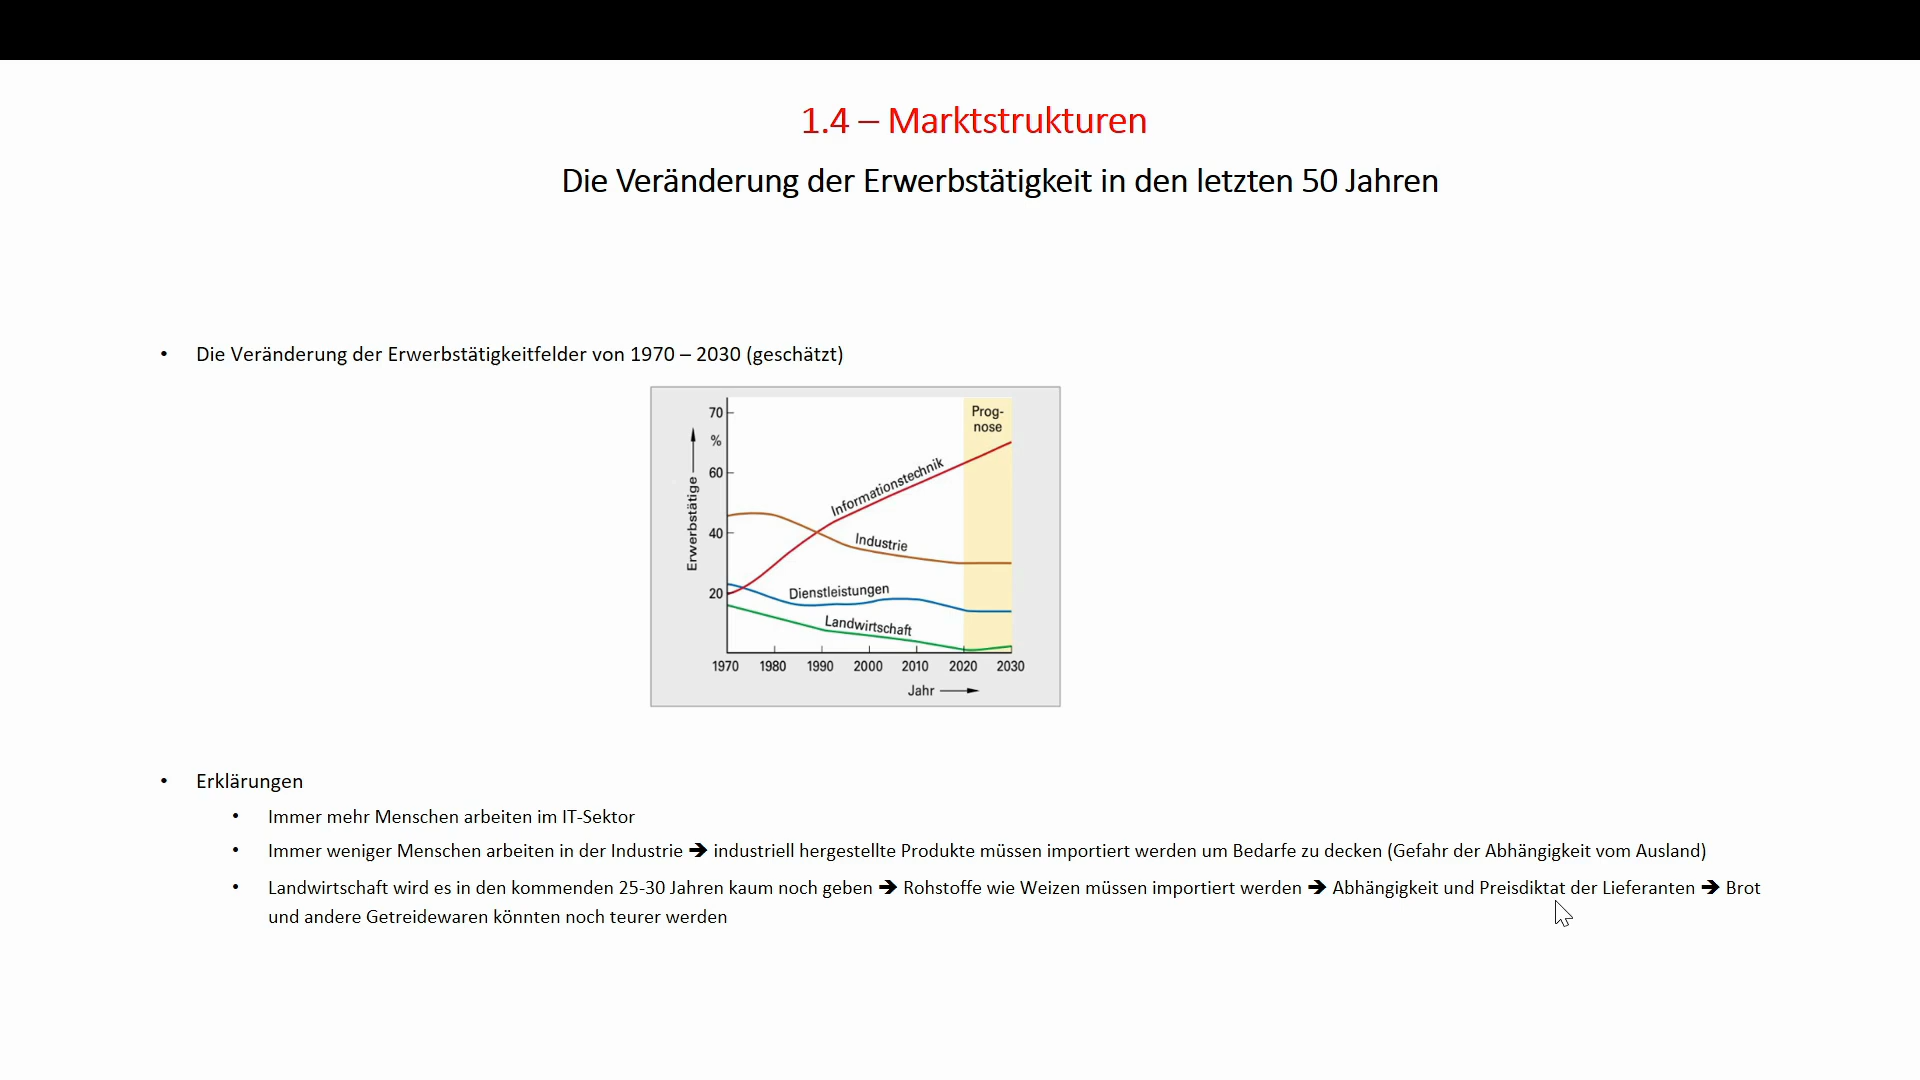 1.4 – Marktstrukturen
Die Veränderung der Erwerbstätigkeit in den letzten 50 Jahren
• Die Veränderung der Erwerbstätigkeitfelder von 1970 – 2030 (geschätzt)
70
%
60
40
20
Erwerbstätige
Prog-
nose
Informationstechnik
Industrie
Dienstleistungen
Landwirtschaft
1970 1980 1990 2000 2010 2020 2030
Jahr
• Erklärungen
• Immer mehr Menschen arbeiten im IT-Sektor
• Immer weniger Menschen arbeiten in der Industrie ➔ industriell hergestellte Produkte müssen importiert werden um Bedarfe zu decken (Gefahr der Abhängigkeit vom Ausland)
• Landwirtschaft wird es in den kommenden 25-30 Jahren kaum noch geben ➔ Rohstoffe wie Weizen müssen importiert werden ➔ Abhängigkeit und Preisdiktat der Lieferanten ➔ Brot
und andere Getreidewaren könnten noch teurer werden